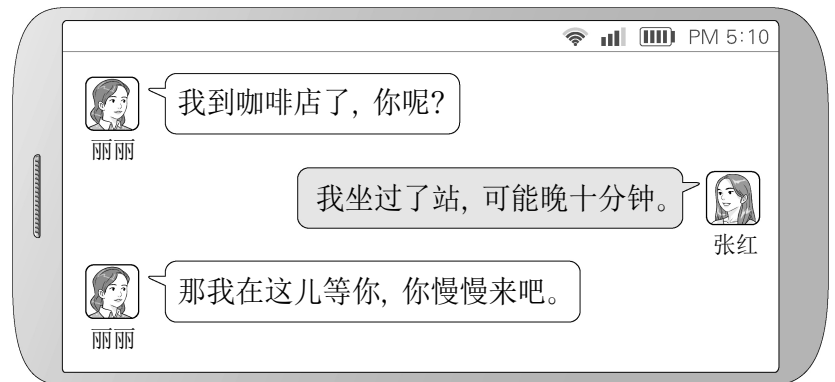 PM 5:10
我到咖啡店了, 你呢?
丽丽
我坐过了站, 可能晚十分钟。
张红
那我在这儿等你, 你慢慢来吧。
丽丽